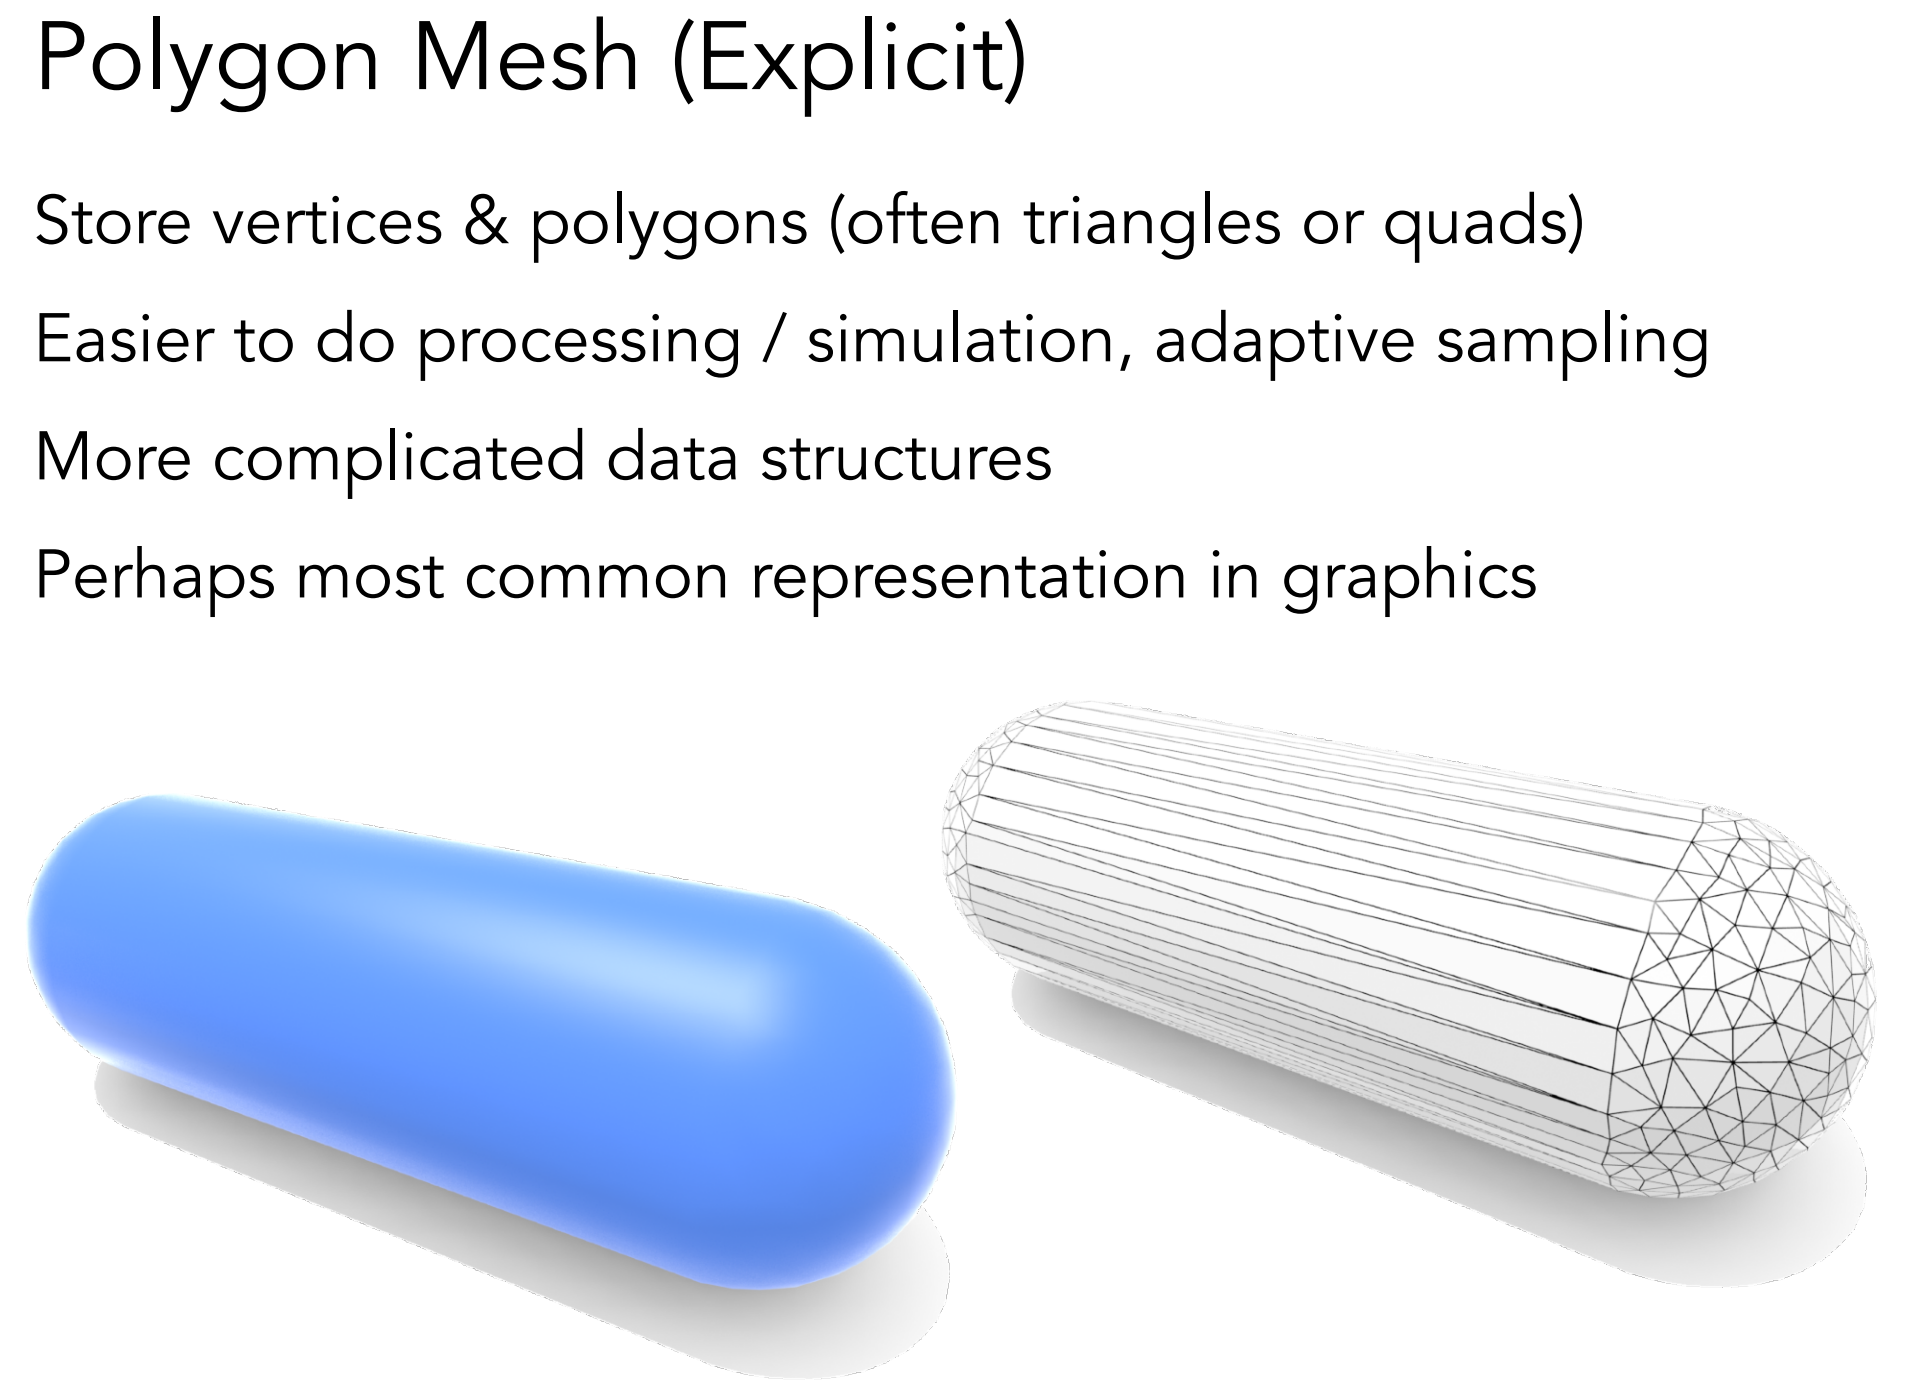 Polygon Mesh (Explicit)
Store vertices & polygons (often triangles or quads)
Easier to do processing / simulation, adaptive sampling
More complicated data structures
Perhaps most common representation in graphics